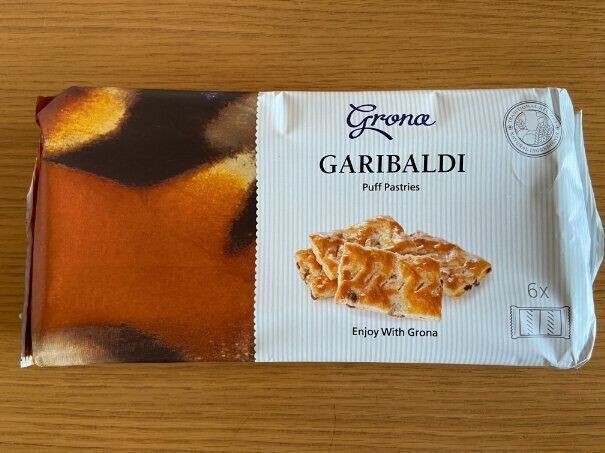 Grona
GARIBALDI
Puff Pastries
Enjoy With Grona
6x